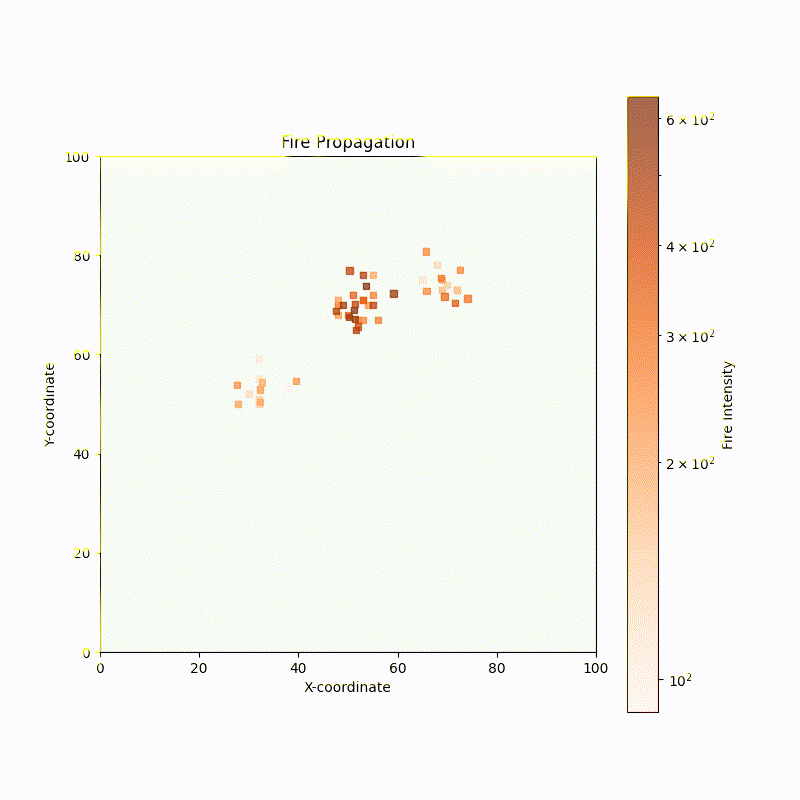 Fire Propagation
100
80
60
40
20
0
0 20 40 60 80 100
X-coordinate
Y-coordinate
6 × 10²
4 × 10²
3 × 10²
2 × 10²
10²
Fire Intensity